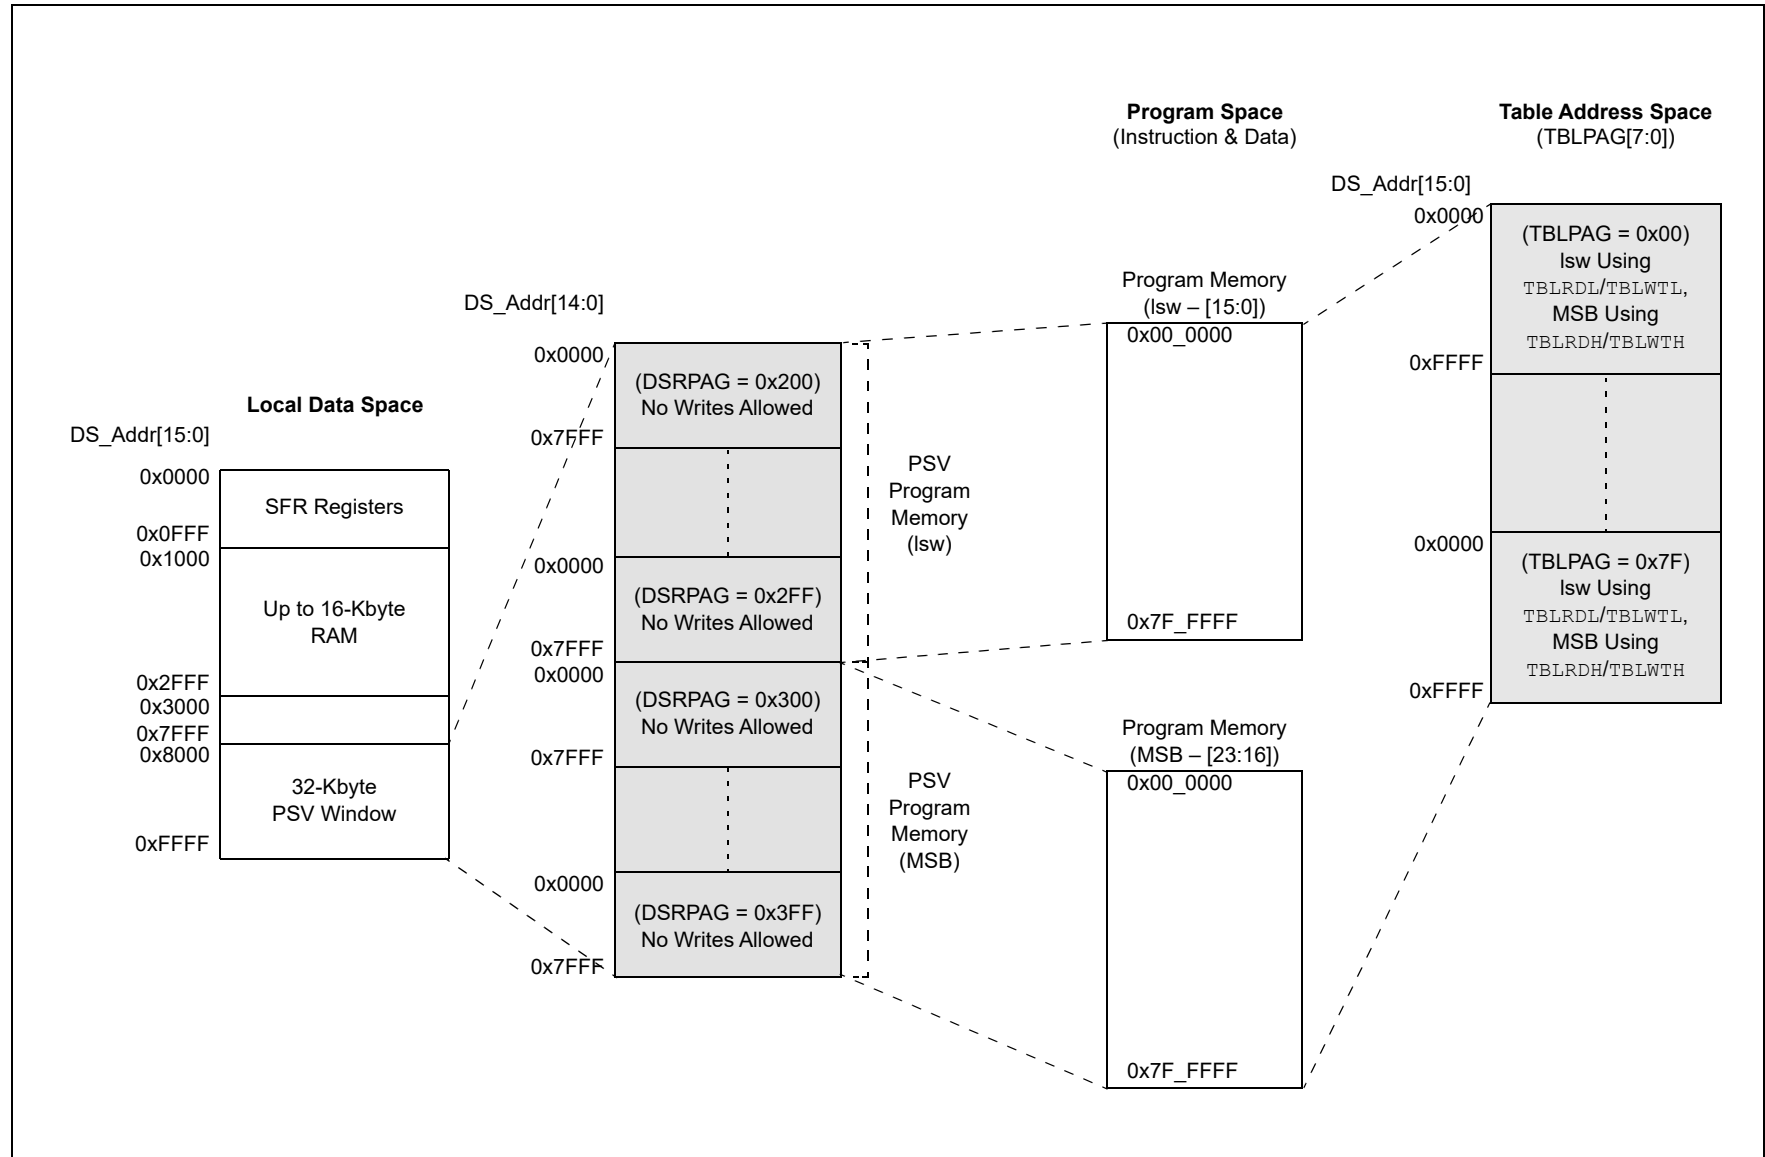 Local Data Space
DS_Addr[15:0]
0x0000
SFR Registers
0x0FFF
0x1000
Up to 16-Kbyte
RAM
0x2FFF
0x3000
0x7FFF
0x8000
32-Kbyte
PSV Window
0xFFFF
DS_Addr[14:0]
0x0000
(DSRPAG = 0x200)
No Writes Allowed
0x7FFF
0x0000
(DSRPAG = 0x2FF)
No Writes Allowed
0x7FFF
0x0000
(DSRPAG = 0x300)
No Writes Allowed
0x7FFF
0x0000
(DSRPAG = 0x3FF)
No Writes Allowed
0x7FFF
PSV
Program
Memory
(lsw)
PSV
Program
Memory
(MSB)
Program Space
(Instruction & Data)
Program Memory
(lsw – [15:0])
0x00_0000
0x7F_FFFF
Program Memory
(MSB – [23:16])
0x00_0000
0x7F_FFFF
Table Address Space
(TBLPAG[7:0])
DS_Addr[15:0]
0x0000
(TBLPAG = 0x00)
lsw Using
TBLRDL/TBLWTL,
MSB Using
TBLRDH/TBLWTH
0xFFFF
0x0000
(TBLPAG = 0x7F)
lsw Using
TBLRDL/TBLWTL,
MSB Using
TBLRDH/TBLWTH
0xFFFF